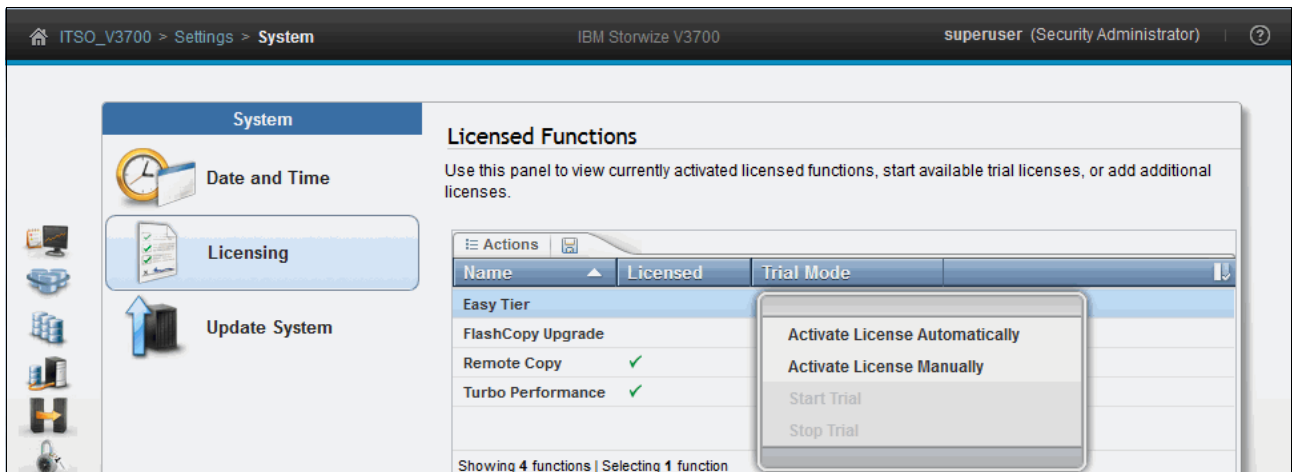 ITSO_V3700 > Settings > System IBM Storwize V3700 superuser (Security Administrator) ?
System
Date and Time
Licensing
Update System
Licensed Functions
Use this panel to view currently activated licensed functions, start available trial licenses, or add additional
licenses.
Actions
Name Licensed Trial Mode
Easy Tier
FlashCopy Upgrade
Remote Copy ✓
Turbo Performance ✓
Activate License Automatically
Activate License Manually
Start Trial
Stop Trial
Showing 4 functions | Selecting 1 function